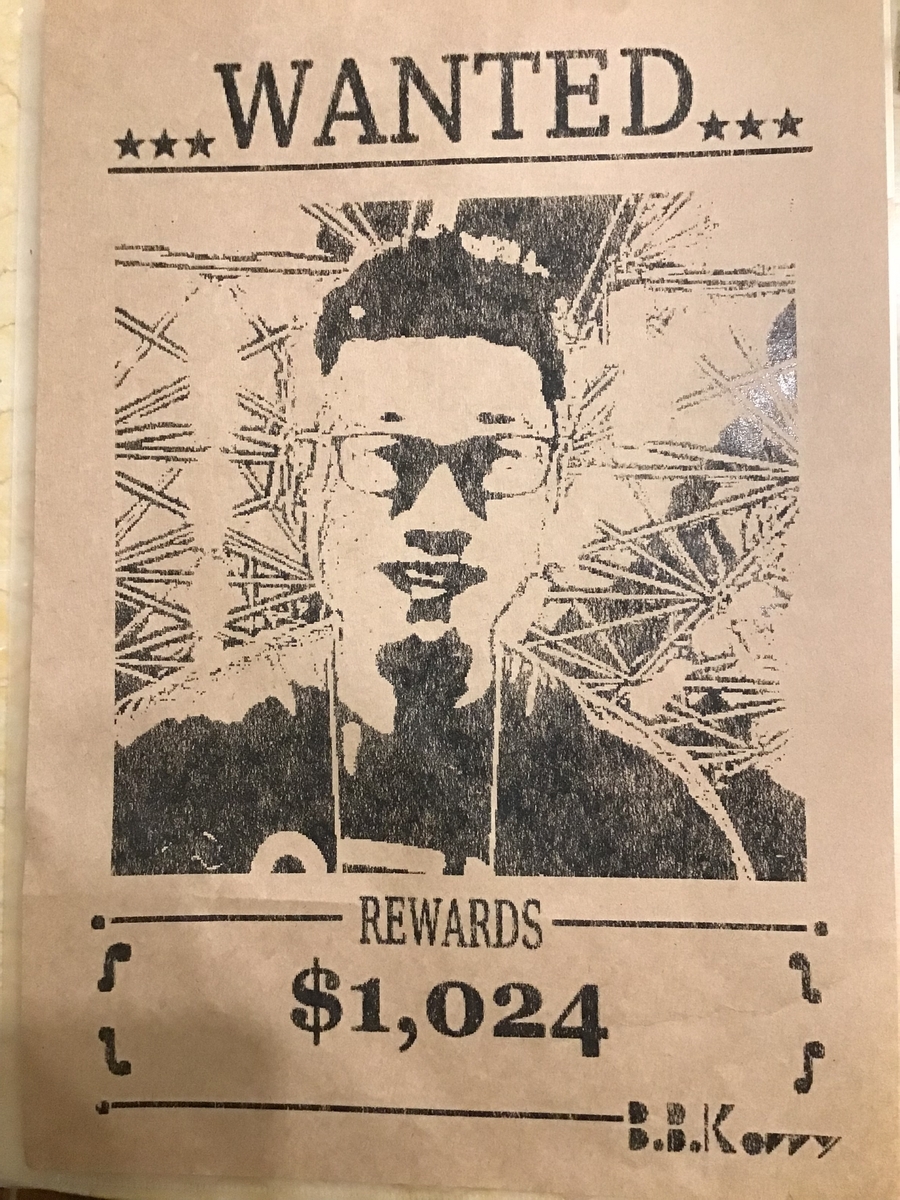 WANTED
REWARDS
$1,024
B.B.Kerry